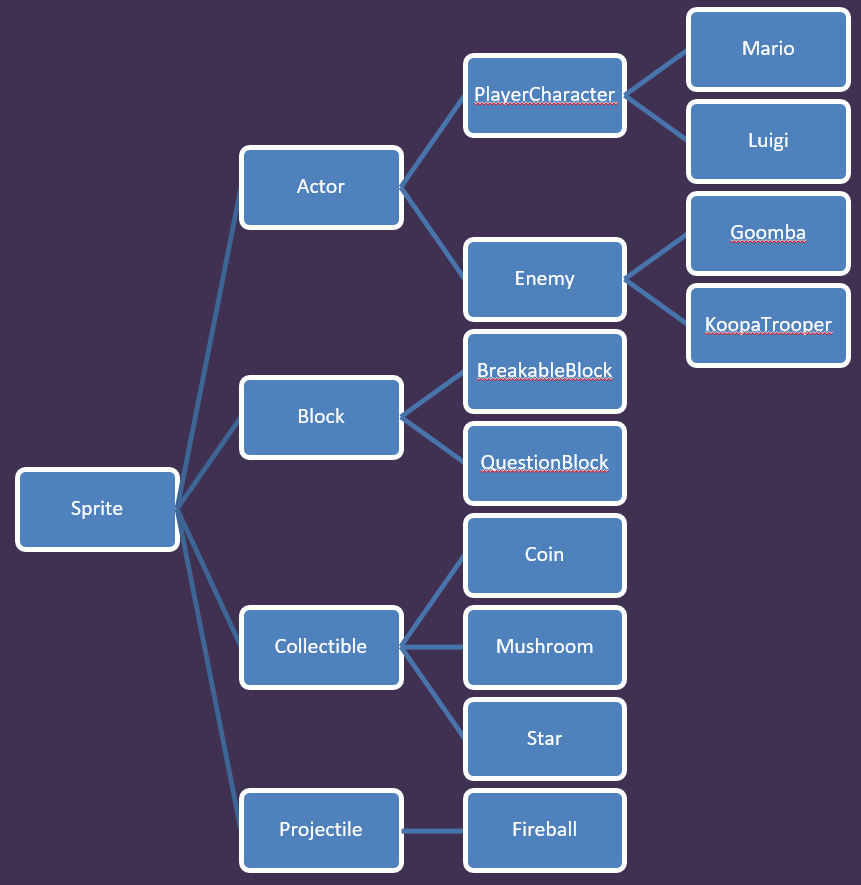 Mario
PlayerCharacter
Luigi
Actor
Goomba
Enemy
KoopaTrooper
BreakableBlock
Block
QuestionBlock
Sprite
Coin
Collectible
Mushroom
Star
Projectile
Fireball